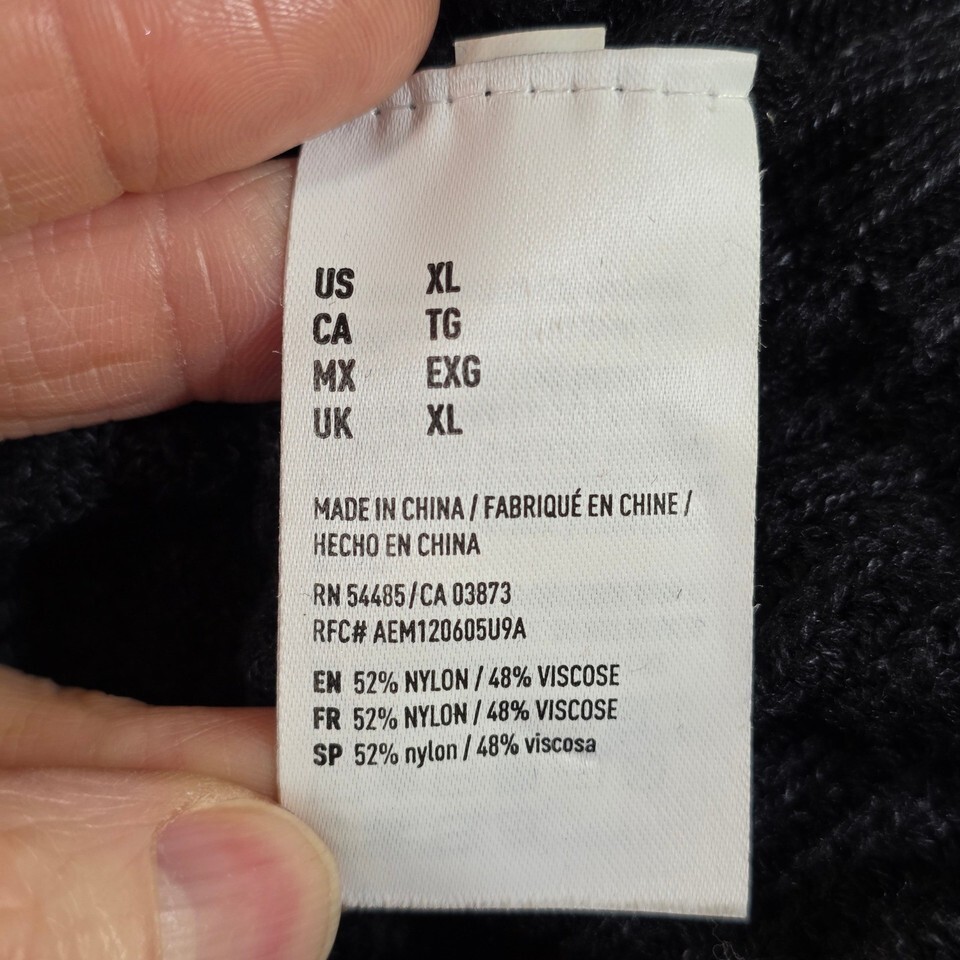 US XL
CA TG
MX EXG
UK XL
MADE IN CHINA / FABRIQUÉ EN CHINE /
HECHO EN CHINA
RN 54485/CA 03873
RFC# AEM120605U9A
EN 52% NYLON / 48% VISCOSE
FR 52% NYLON / 48% VISCOSE
SP 52% nylon / 48% viscosa